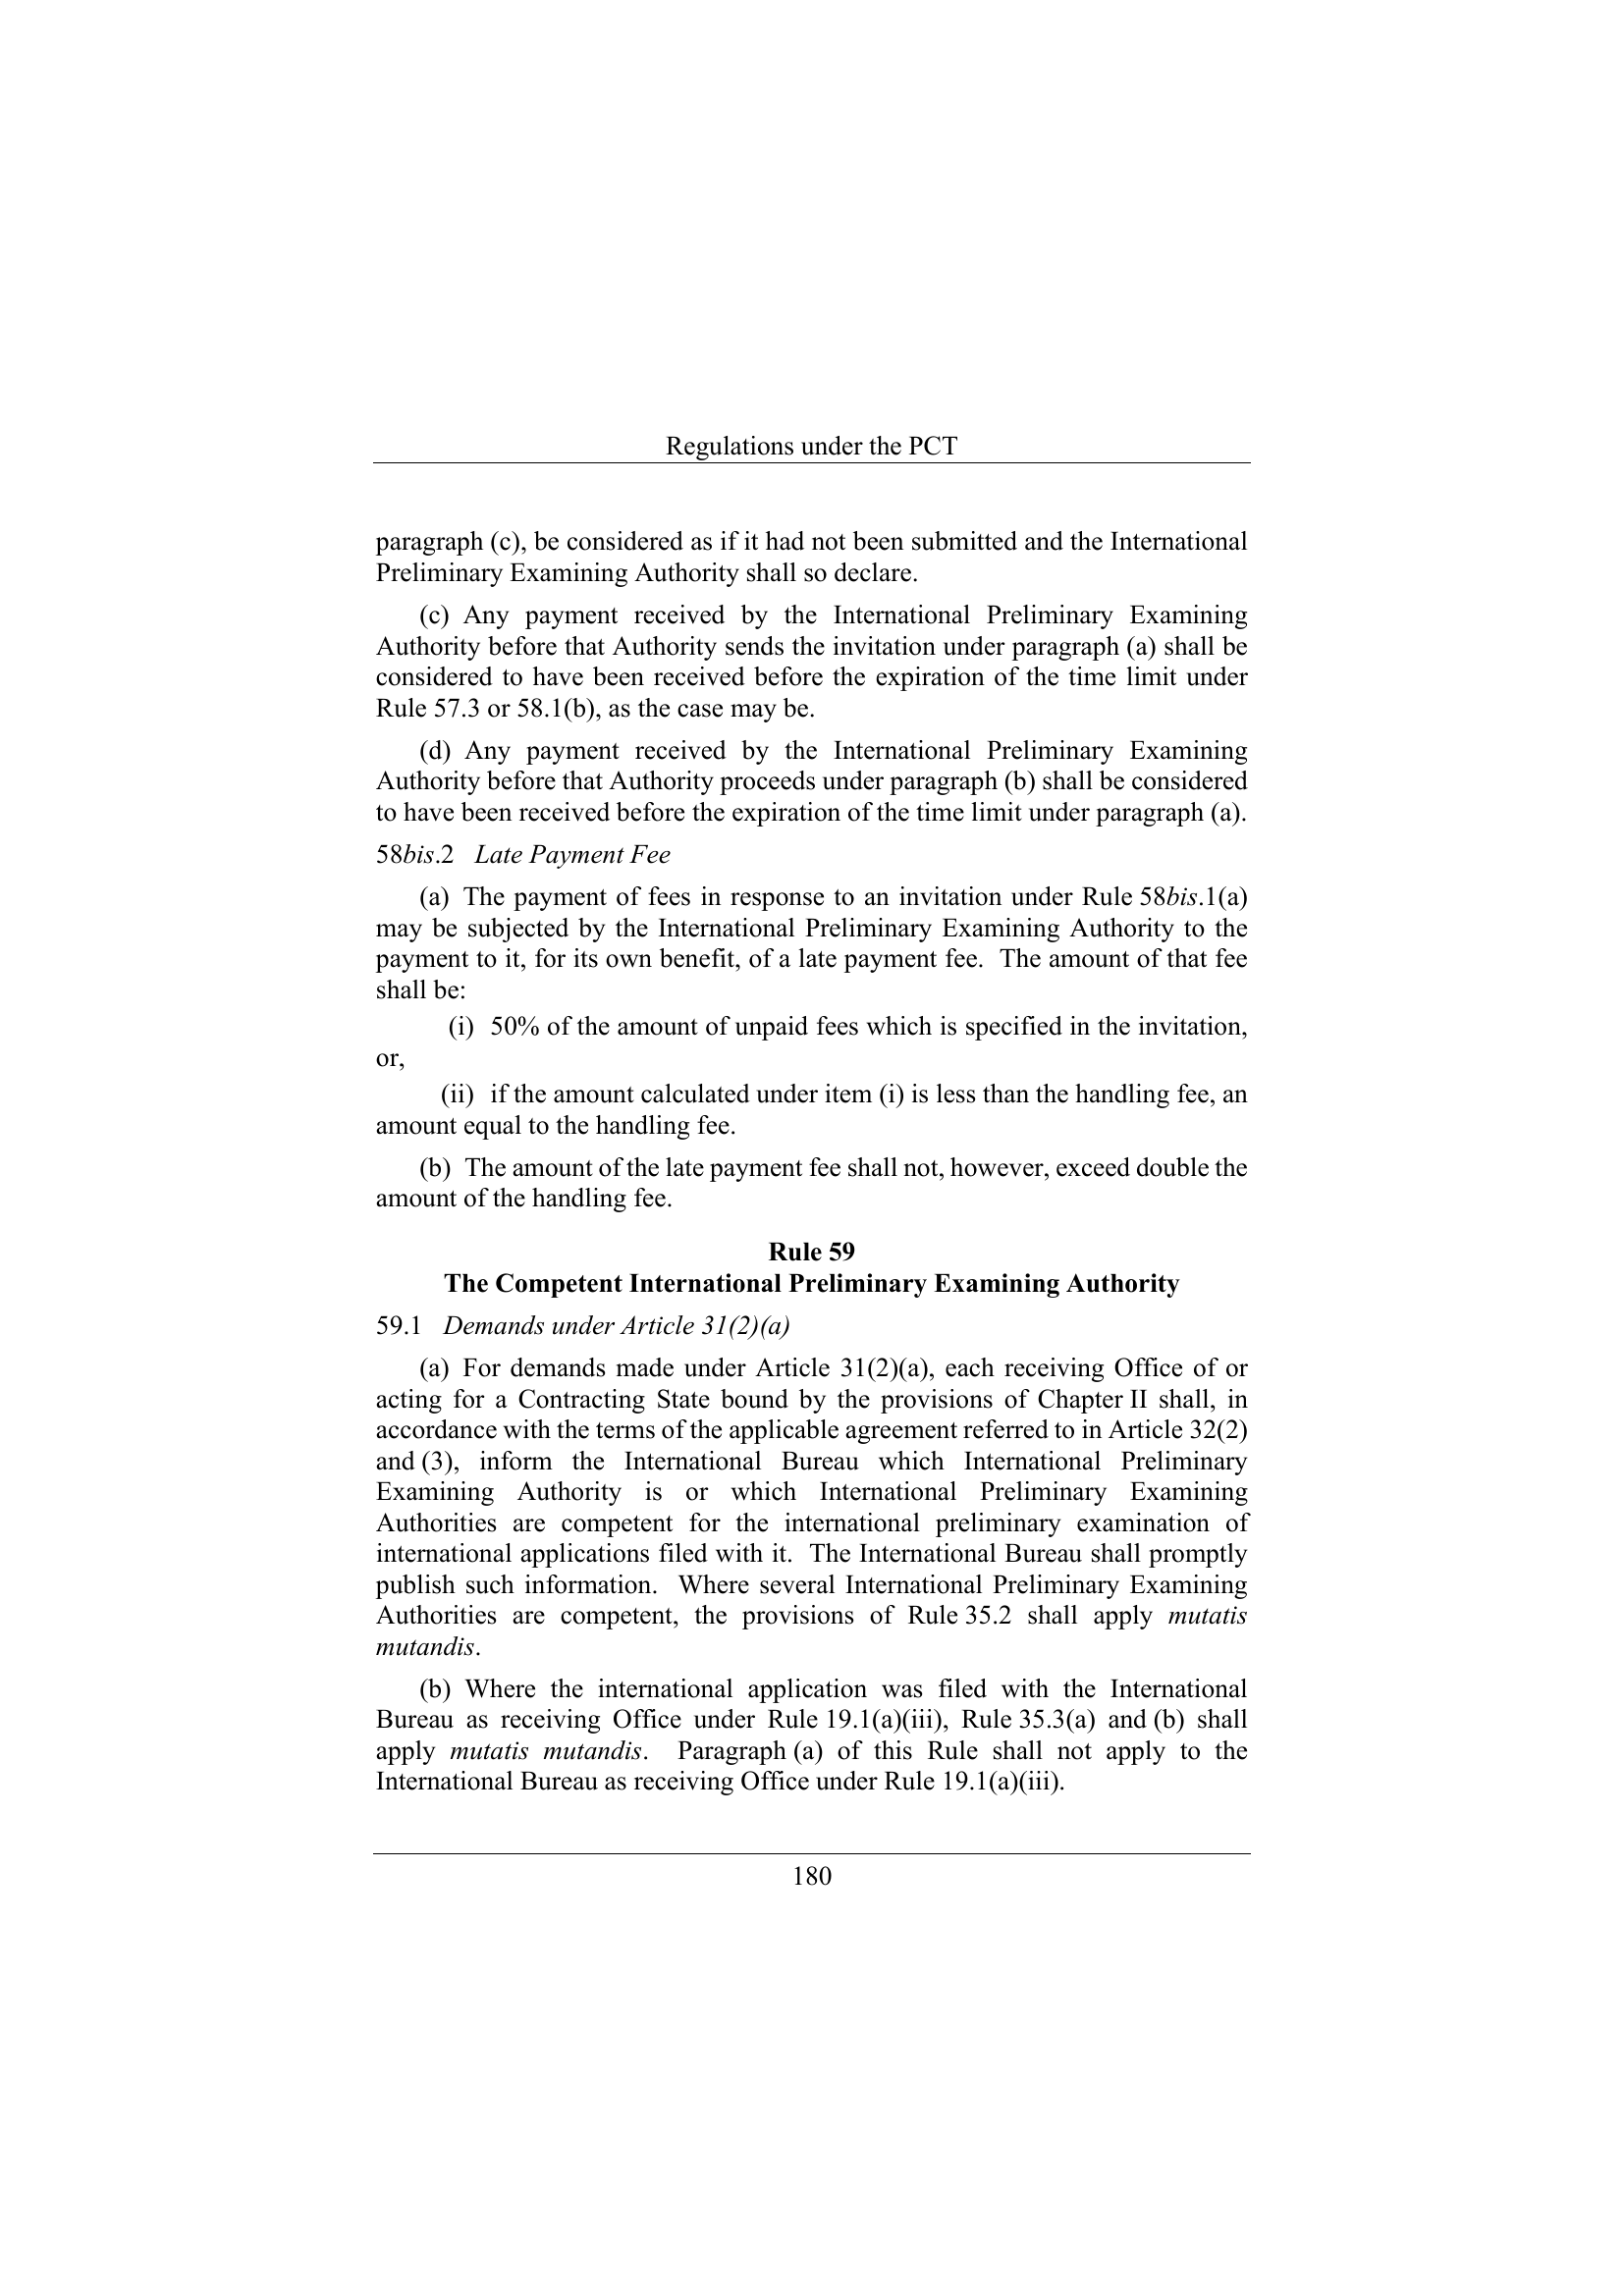 Regulations under the PCT
paragraph (c), be considered as if it had not been submitted and the International
Preliminary Examining Authority shall so declare.
(c) Any payment received by the International Preliminary Examining
Authority before that Authority sends the invitation under paragraph (a) shall be
considered to have been received before the expiration of the time limit under
Rule 57.3 or 58.1(b), as the case may be.
(d) Any payment received by the International Preliminary Examining
Authority before that Authority proceeds under paragraph (b) shall be considered
to have been received before the expiration of the time limit under paragraph (a).
58bis.2 Late Payment Fee
(a) The payment of fees in response to an invitation under Rule 58bis.1(a)
may be subjected by the International Preliminary Examining Authority to the
payment to it, for its own benefit, of a late payment fee. The amount of that fee
shall be:
(i) 50% of the amount of unpaid fees which is specified in the invitation,
or,
(ii) if the amount calculated under item (i) is less than the handling fee, an
amount equal to the handling fee.
(b) The amount of the late payment fee shall not, however, exceed double the
amount of the handling fee.
Rule 59
The Competent International Preliminary Examining Authority
59.1 Demands under Article 31(2)(a)
(a) For demands made under Article 31(2)(a), each receiving Office of or
acting for a Contracting State bound by the provisions of Chapter II shall, in
accordance with the terms of the applicable agreement referred to in Article 32(2)
and (3), inform the International Bureau which International Preliminary
Examining Authority is or which International Preliminary Examining
Authorities are competent for the international preliminary examination of
international applications filed with it. The International Bureau shall promptly
publish such information. Where several International Preliminary Examining
Authorities are competent, the provisions of Rule 35.2 shall apply mutatis
mutandis.
(b) Where the international application was filed with the International
Bureau as receiving Office under Rule 19.1(a)(iii), Rule 35.3(a) and (b) shall
apply mutatis mutandis. Paragraph (a) of this Rule shall not apply to the
International Bureau as receiving Office under Rule 19.1(a)(iii).
180